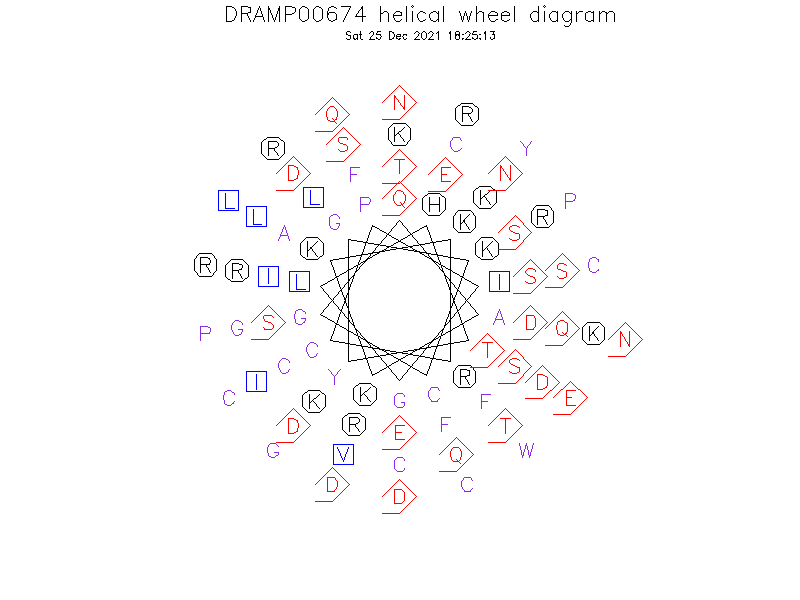 DRAMP00674 helical wheel diagram
Sat 25 Dec 2021 18:25:13
N
Q K R
S C
R T Y
D F E N
L L P Q H K R P
L G K S
A K K
R R I L I S S C
P G S G A D Q K N
C T
C I C Y R S D E
C K K G C F
D R E F T
G V C Q W
D D C